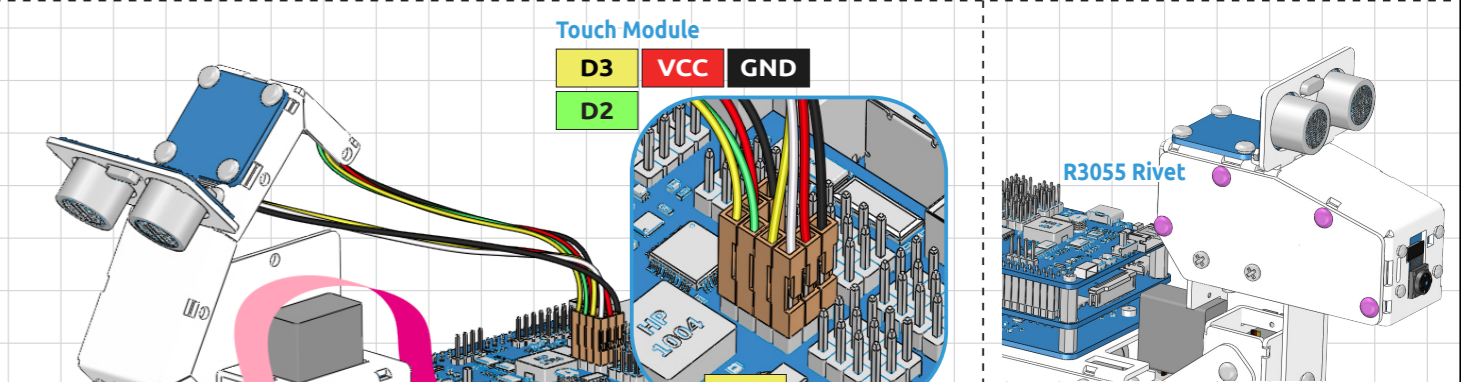 Touch Module
D3 VCC GND
D2
HP
1004
R3055 Rivet